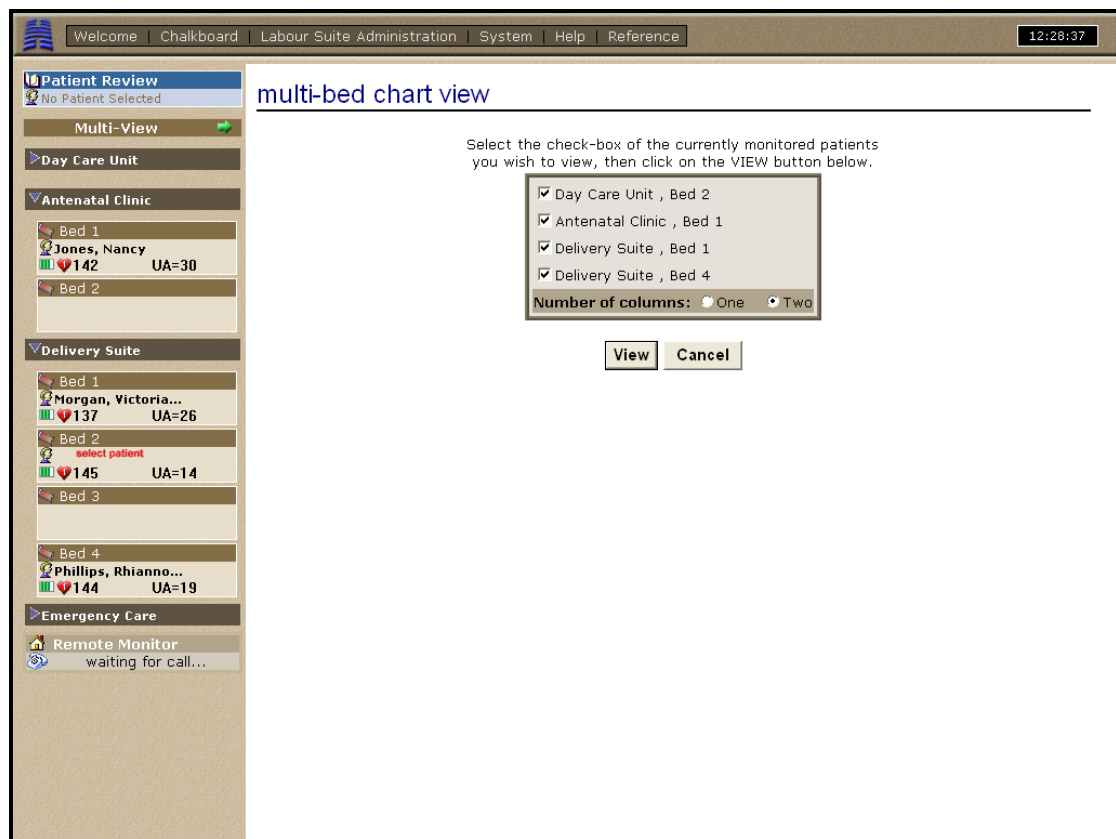 Welcome | Chalkboard | Labour Suite Administration | System | Help | Reference
12:28:37
Patient Review
No Patient Selected
Multi-View
Day Care Unit
Antenatal Clinic
Bed 1
Jones, Nancy
142 UA=30
Bed 2
Delivery Suite
Bed 1
Morgan, Victoria...
137 UA=26
Bed 2
select patient
145 UA=14
Bed 3
Bed 4
Phillips, Rhianno...
144 UA=19
Emergency Care
Remote Monitor
waiting for call...
multi-bed chart view
Select the check-box of the currently monitored patients
you wish to view, then click on the VIEW button below.
Day Care Unit , Bed 2
Antenatal Clinic , Bed 1
Delivery Suite , Bed 1
Delivery Suite , Bed 4
Number of columns: One Two
View Cancel